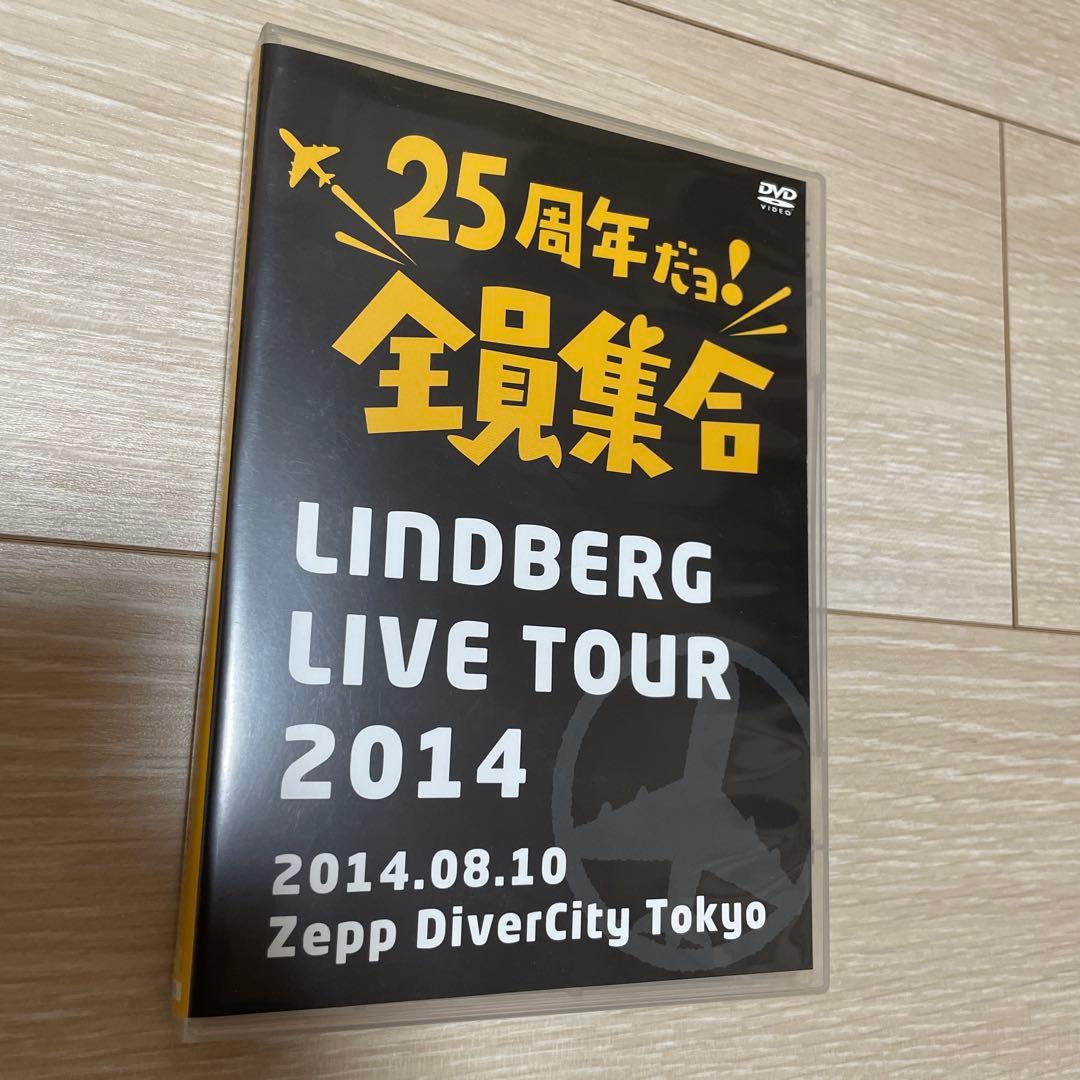 DVD
VIDEO
25周年だョ!
全員集合
LINDBERG
LIVE TOUR
2014
2014.08.10
Zepp DiverCity Tokyo